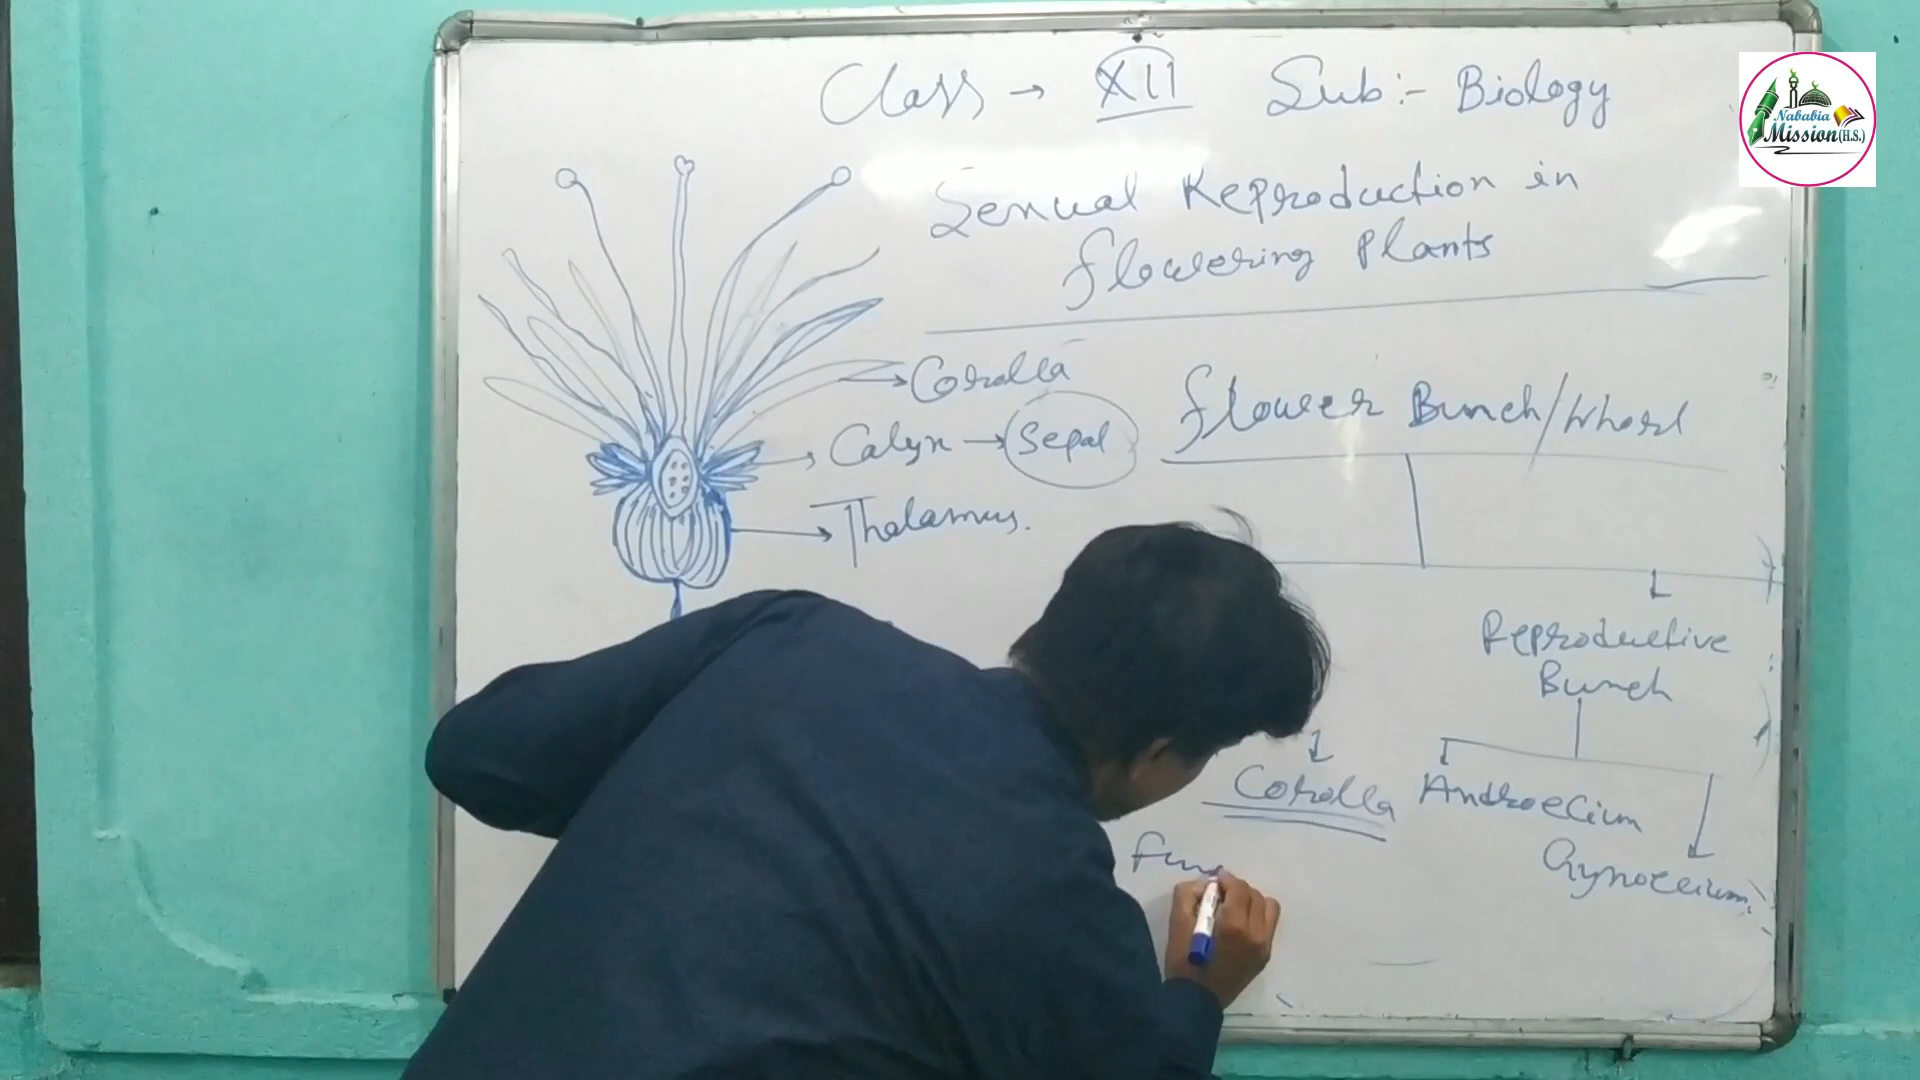 Class → XII Sub:- Biology
Sexual Reproduction in
flowering Plants
Corolla
Calyx → Sepal
Thalamus.
flower Bunch/Whorl
Reproductive
Bunch
Corolla
Androecium
Gynoecium.
Fun
Nababia
Mission (H.S.)